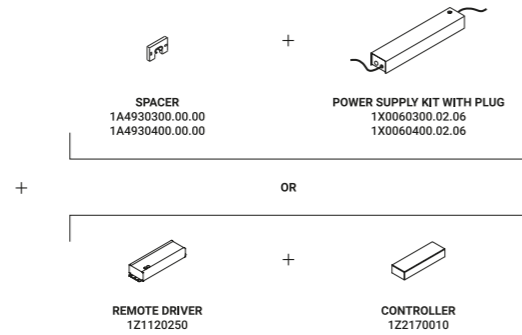 +
SPACER
1A4930300.00.00
1A4930400.00.00
POWER SUPPLY KIT WITH PLUG
1X0060300.02.06
1X0060400.02.06
+
OR
+
REMOTE DRIVER
1Z1120250
CONTROLLER
1Z2170010